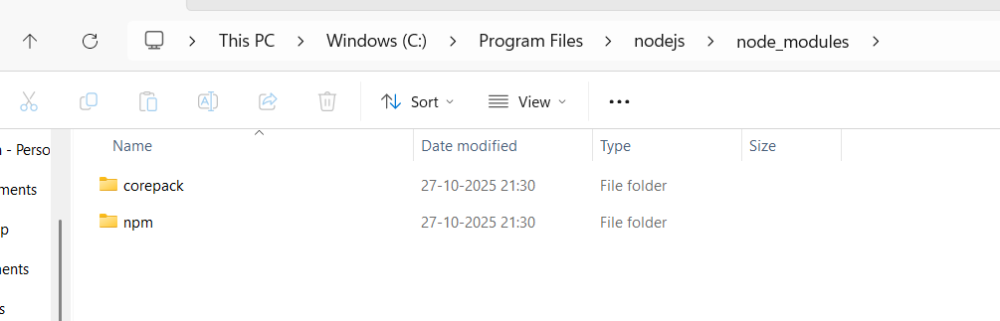 This PC > Windows (C:) > Program Files > nodejs > node_modules >
Sort View ...
Name Date modified Type Size
- Perso
corepack 27-10-2025 21:30 File folder
ments
npm 27-10-2025 21:30 File folder
p
ments
s